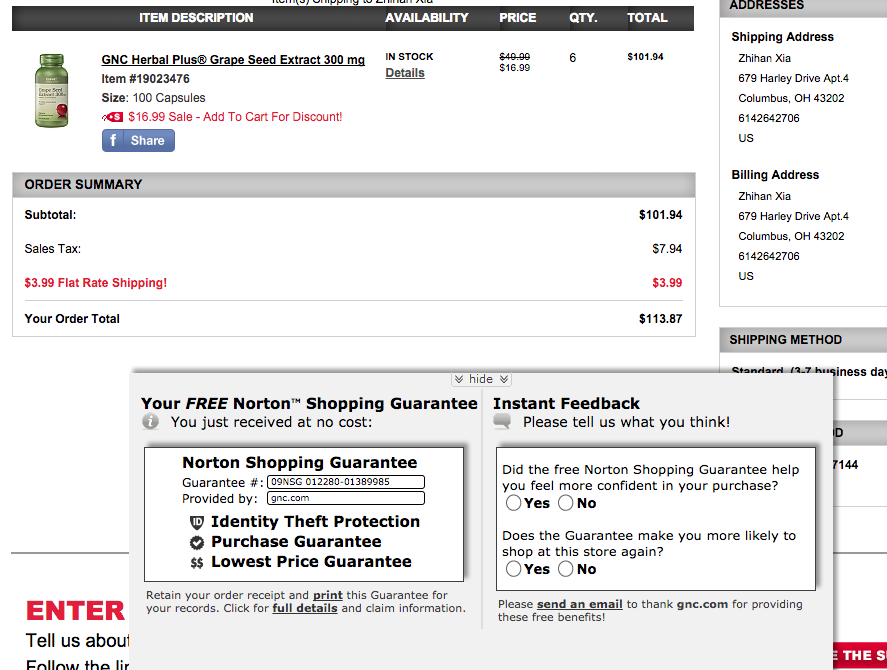 Item(s) Shipping to Zhihan Xia
ITEM DESCRIPTION AVAILABILITY PRICE QTY. TOTAL
GNC Herbal Plus® Grape Seed Extract 300 mg IN STOCK $49.99 6 $101.94
Details $16.99
Item #19023476
Size: 100 Capsules
$16.99 Sale - Add To Cart For Discount!
f Share
ORDER SUMMARY
Subtotal: $101.94
Sales Tax: $7.94
$3.99 Flat Rate Shipping! $3.99
Your Order Total $113.87
ADDRESSES
Shipping Address
Zhihan Xia
679 Harley Drive Apt.4
Columbus, OH 43202
6142642706
US
Billing Address
Zhihan Xia
679 Harley Drive Apt.4
Columbus, OH 43202
6142642706
US
SHIPPING METHOD
Standard (3-7 business day
D
7144
hide
Your FREE Norton™ Shopping Guarantee
You just received at no cost:
Norton Shopping Guarantee
Guarantee #: 09NSG 012280-01389985
Provided by: gnc.com
ID Identity Theft Protection
Purchase Guarantee
$$ Lowest Price Guarantee
Retain your order receipt and print this Guarantee for
your records. Click for full details and claim information.
Instant Feedback
Please tell us what you think!
Did the free Norton Shopping Guarantee help
you feel more confident in your purchase?
Yes No
Does the Guarantee make you more likely to
shop at this store again?
Yes No
Please send an email to thank gnc.com for providing
these free benefits!
ENTER
Tell us about
Follow the lin
E THE S